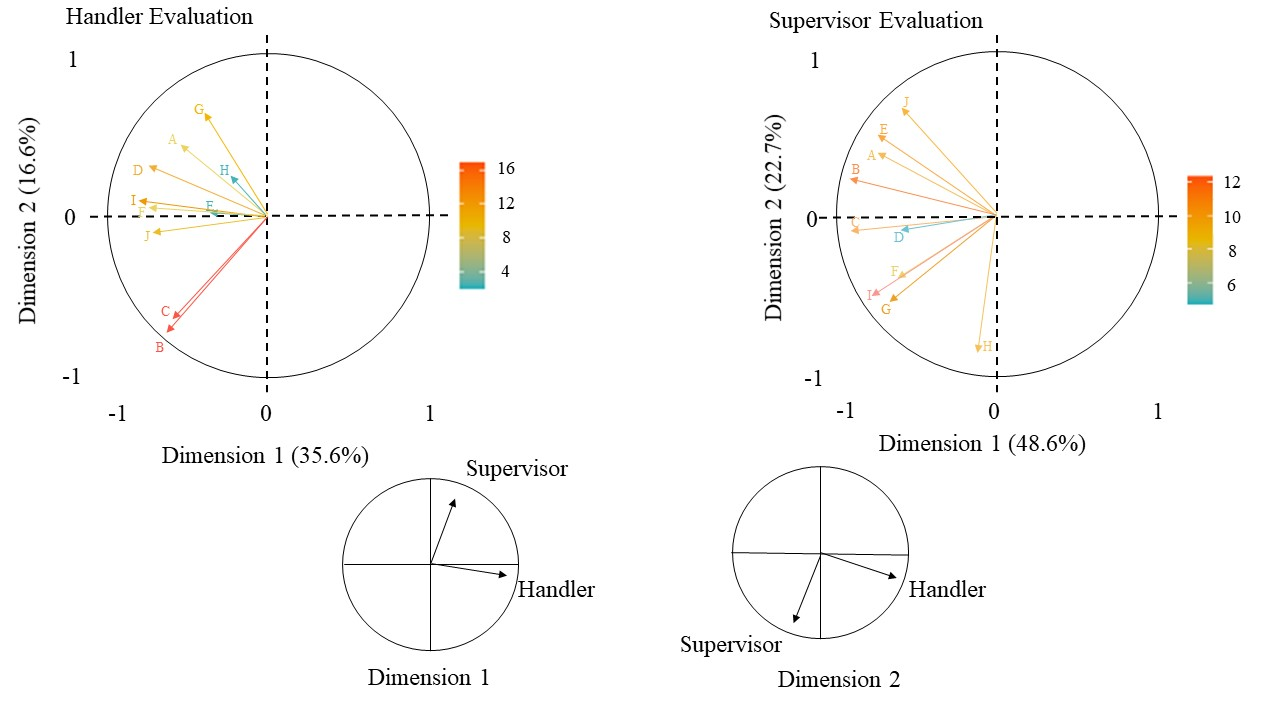 Handler Evaluation
Supervisor Evaluation
1
0
-1
Dimension 2 (16.6%)
G
A
D
H
I
E
F
J
C
B
16
12
8
4
-1
0
1
Dimension 1 (35.6%)
1
0
-1
Dimension 2 (22.7%)
J
E
A
B
C
D
F
I
G
H
12
10
8
6
-1
0
1
Dimension 1 (48.6%)
Supervisor
Handler
Dimension 1
Handler
Supervisor
Dimension 2